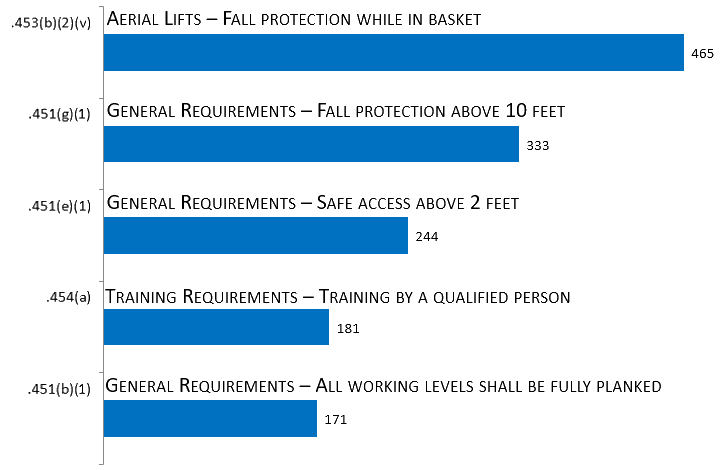 .453(b)(2)(v) Aerial Lifts – Fall protection while in basket
465
.451(g)(1) General Requirements – Fall protection above 10 feet
333
.451(e)(1) General Requirements – Safe access above 2 feet
244
.454(a) Training Requirements – Training by a qualified person
181
.451(b)(1) General Requirements – All working levels shall be fully planked
171